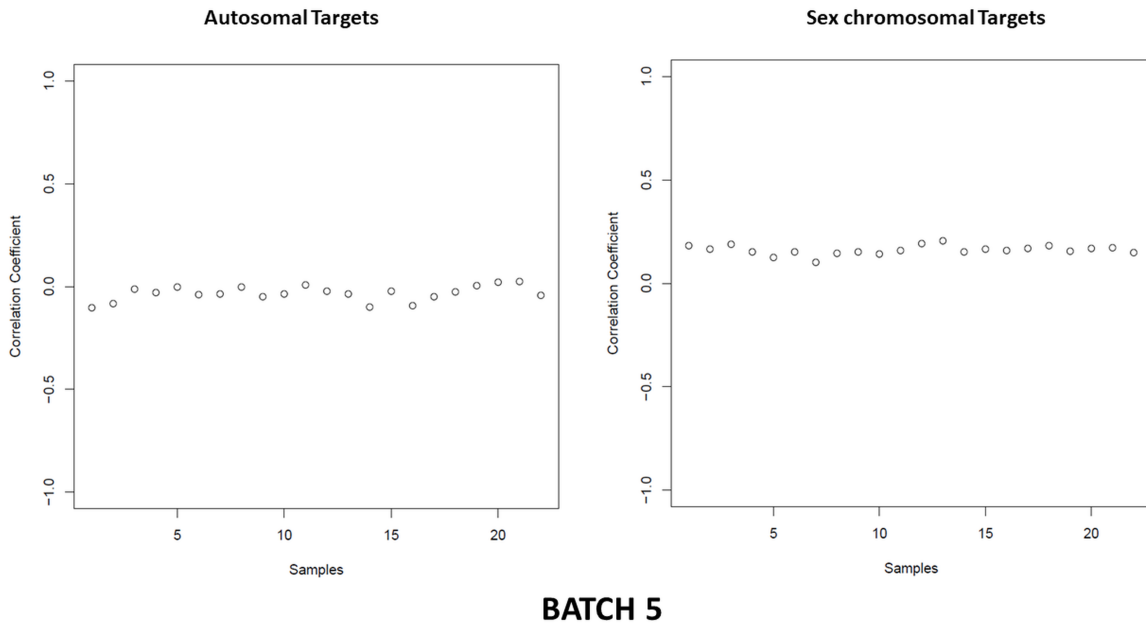 Autosomal Targets
Sex chromosomal Targets
Correlation Coefficient
1.0
0.5
0.0
−0.5
−1.0
5
10
15
20
Samples
Correlation Coefficient
1.0
0.5
0.0
−0.5
−1.0
5
10
15
20
Samples
BATCH 5